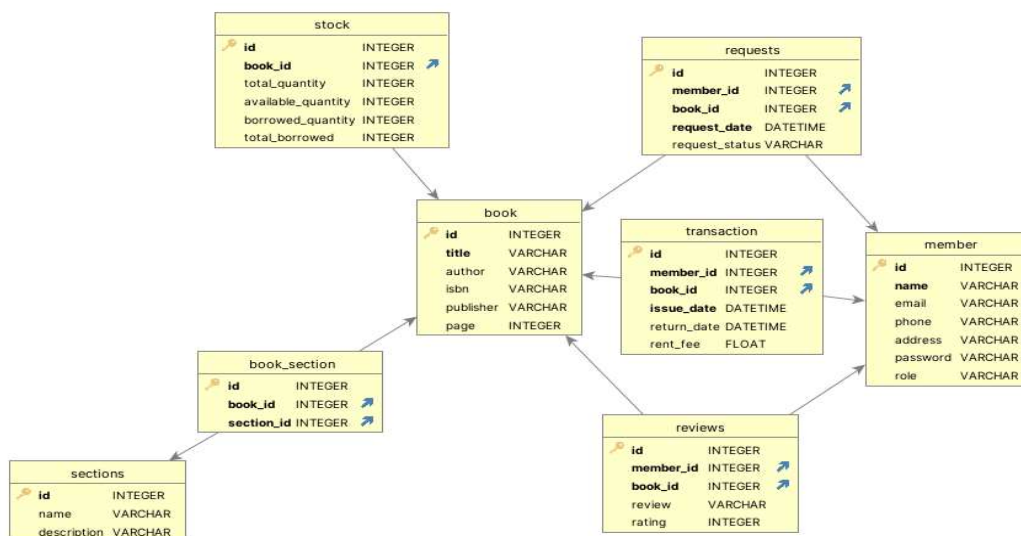 stock
id INTEGER
book_id INTEGER
total_quantity INTEGER
available_quantity INTEGER
borrowed_quantity INTEGER
total_borrowed INTEGER
requests
id INTEGER
member_id INTEGER
book_id INTEGER
request_date DATETIME
request_status VARCHAR
book
id INTEGER
title VARCHAR
author VARCHAR
isbn VARCHAR
publisher VARCHAR
page INTEGER
transaction
id INTEGER
member_id INTEGER
book_id INTEGER
issue_date DATETIME
return_date DATETIME
rent_fee FLOAT
member
id INTEGER
name VARCHAR
email VARCHAR
phone VARCHAR
address VARCHAR
password VARCHAR
role VARCHAR
book_section
id INTEGER
book_id INTEGER
section_id INTEGER
reviews
id INTEGER
member_id INTEGER
book_id INTEGER
review VARCHAR
rating INTEGER
sections
id INTEGER
name VARCHAR
description VARCHAR